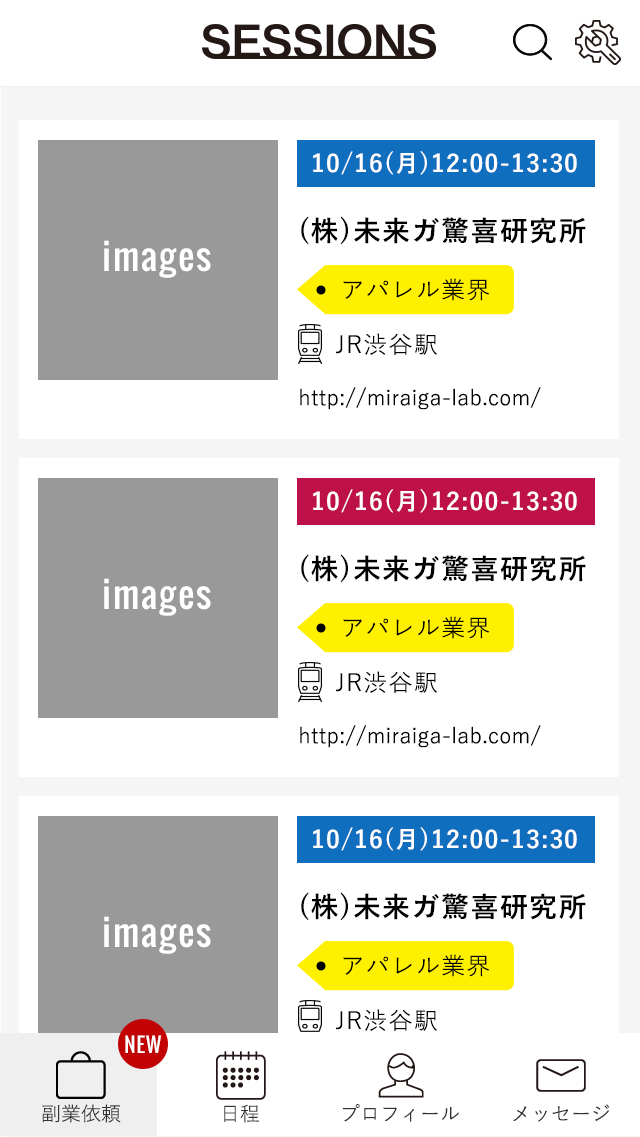 SESSIONS
images
10/16(月)12:00-13:30
(株)未来ガ驚喜研究所
アパレル業界
JR渋谷駅
http://miraiga-lab.com/
images
10/16(月)12:00-13:30
(株)未来ガ驚喜研究所
アパレル業界
JR渋谷駅
http://miraiga-lab.com/
images
10/16(月)12:00-13:30
(株)未来ガ驚喜研究所
アパレル業界
JR渋谷駅
NEW
副業依頼
日程
プロフィール
メッセージ